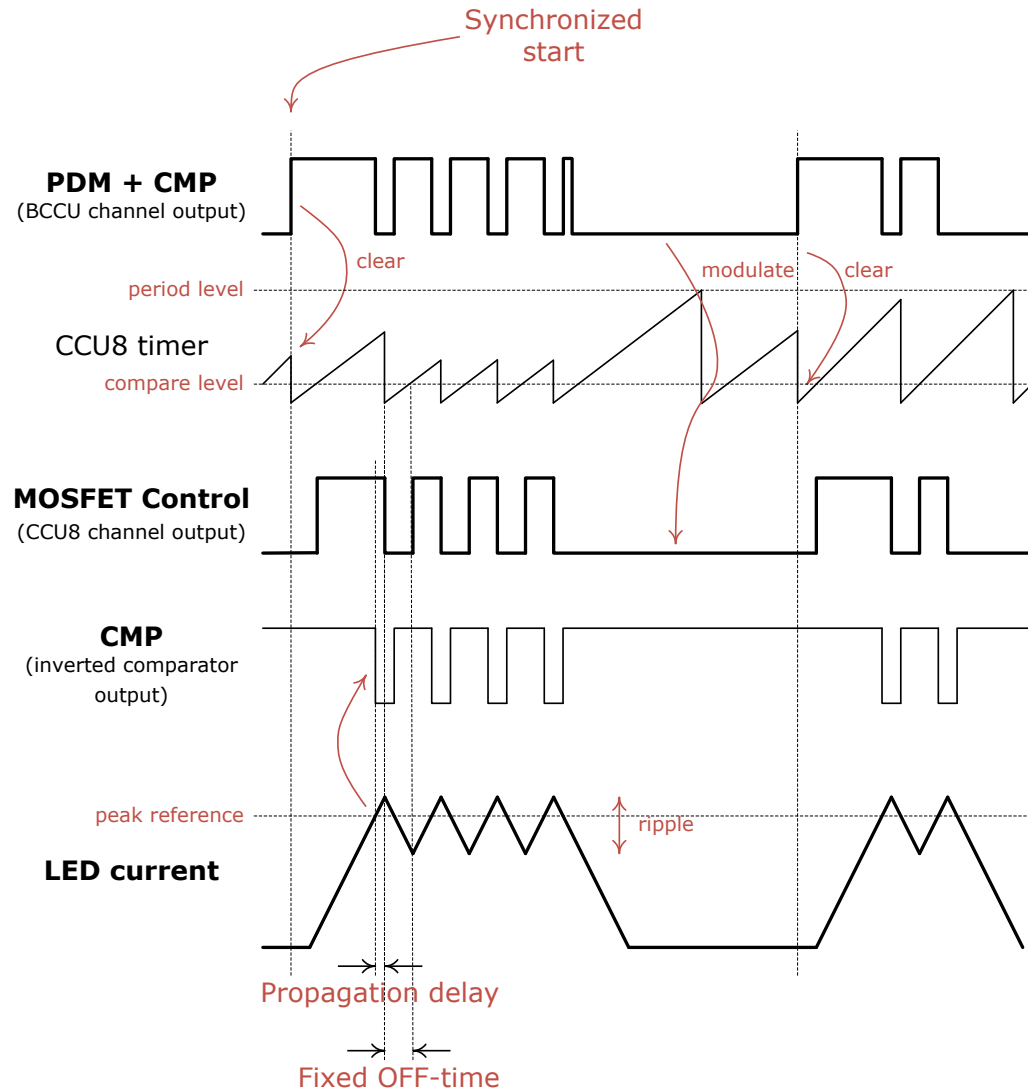 Synchronized
start
PDM + CMP
(BCCU channel output)
clear
modulate
clear
period level
CCU8 timer
compare level
MOSFET Control
(CCU8 channel output)
CMP
(inverted comparator
output)
peak reference
ripple
LED current
Propagation delay
Fixed OFF-time